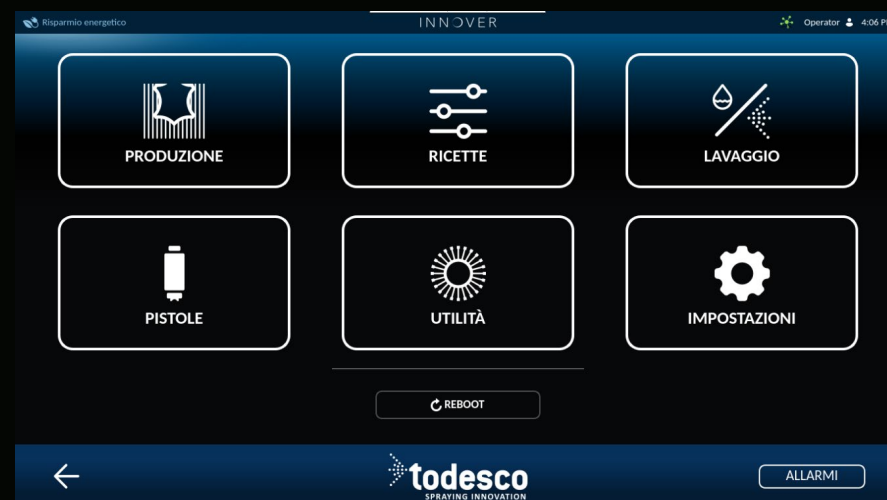 Risparmio energetico
INNOVER
Operator 4:06 P
PRODUZIONE
RICETTE
LAVAGGIO
PISTOLE
UTILITÀ
IMPOSTAZIONI
REBOOT
todesco
SPRAYING INNOVATION
ALLARMI